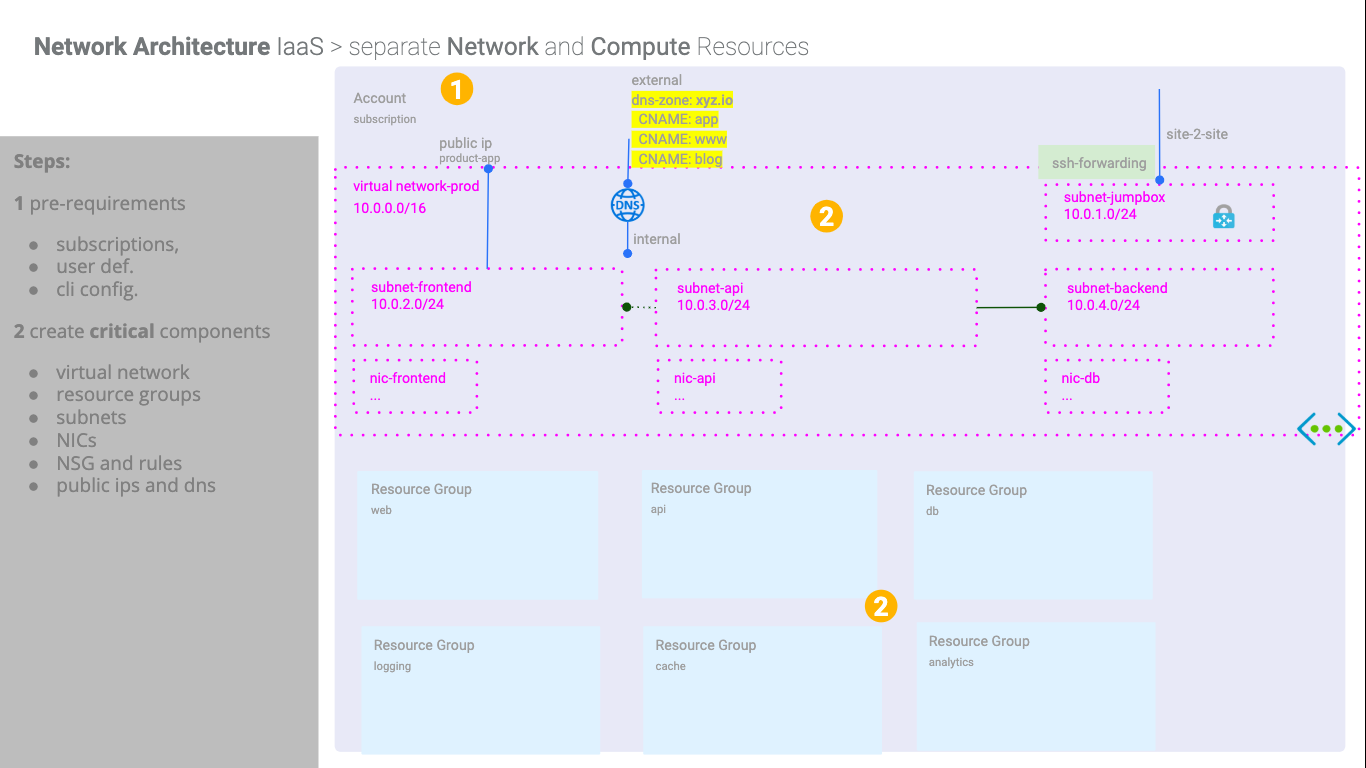 Network Architecture IaaS > separate Network and Compute Resources
Steps:
1 pre-requirements
● subscriptions,
● user def.
● cli config.
2 create critical components
● virtual network
● resource groups
● subnets
● NICs
● NSG and rules
● public ips and dns
Account
subscription
1
external
dns-zone: xyz.io
CNAME: app
CNAME: www
CNAME: blog
public ip
product-app
site-2-site
ssh-forwarding
virtual network-prod
10.0.0.0/16
DNS
internal
2
subnet-jumpbox
10.0.1.0/24
subnet-frontend
10.0.2.0/24
subnet-api
10.0.3.0/24
subnet-backend
10.0.4.0/24
nic-frontend
...
nic-api
...
nic-db
...
Resource Group
web
Resource Group
api
Resource Group
db
2
Resource Group
logging
Resource Group
cache
Resource Group
analytics